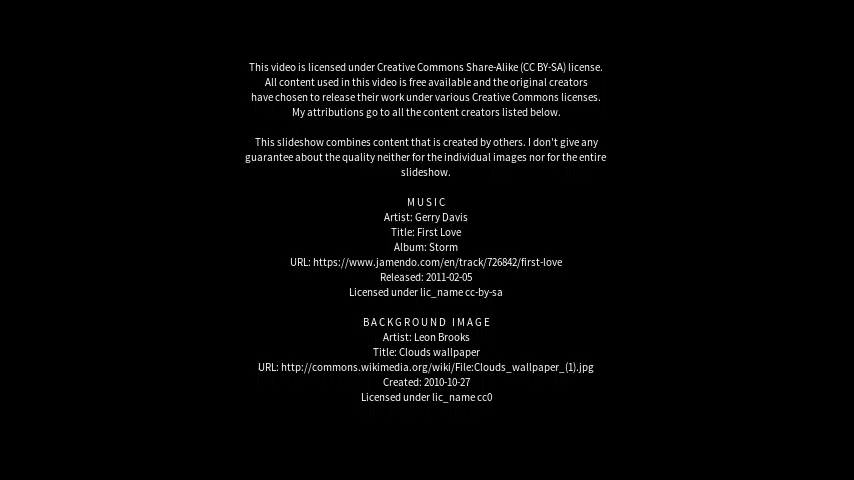 This video is licensed under Creative Commons Share-Alike (CC BY-SA) license.
All content used in this video is free available and the original creators
have chosen to release their work under various Creative Commons licenses.
My attributions go to all the content creators listed below.
This slideshow combines content that is created by others. I don't give any
guarantee about the quality neither for the individual images nor for the entire
slideshow.
MUSIC
Artist: Gerry Davis
Title: First Love
Album: Storm
URL: https://www.jamendo.com/en/track/726842/first-love
Released: 2011-02-05
Licensed under lic_name cc-by-sa
BACKGROUND IMAGE
Artist: Leon Brooks
Title: Clouds wallpaper
URL: http://commons.wikimedia.org/wiki/File:Clouds_wallpaper_(1).jpg
Created: 2010-10-27
Licensed under lic_name cc0